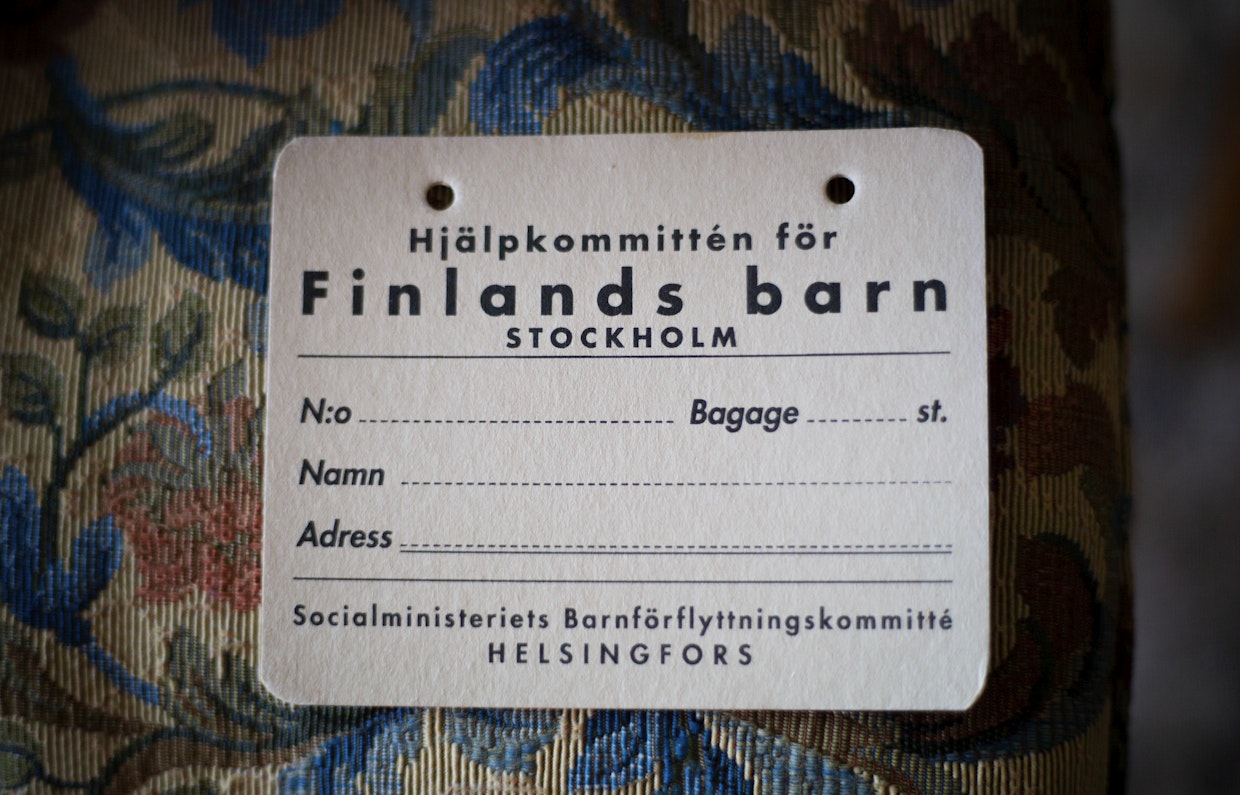 Hjälpkommittén för
Finlands barn
STOCKHOLM
N:o Bagage st.
Namn
Adress
Socialministeriets Barnförflyttningskommitté
HELSINGFORS